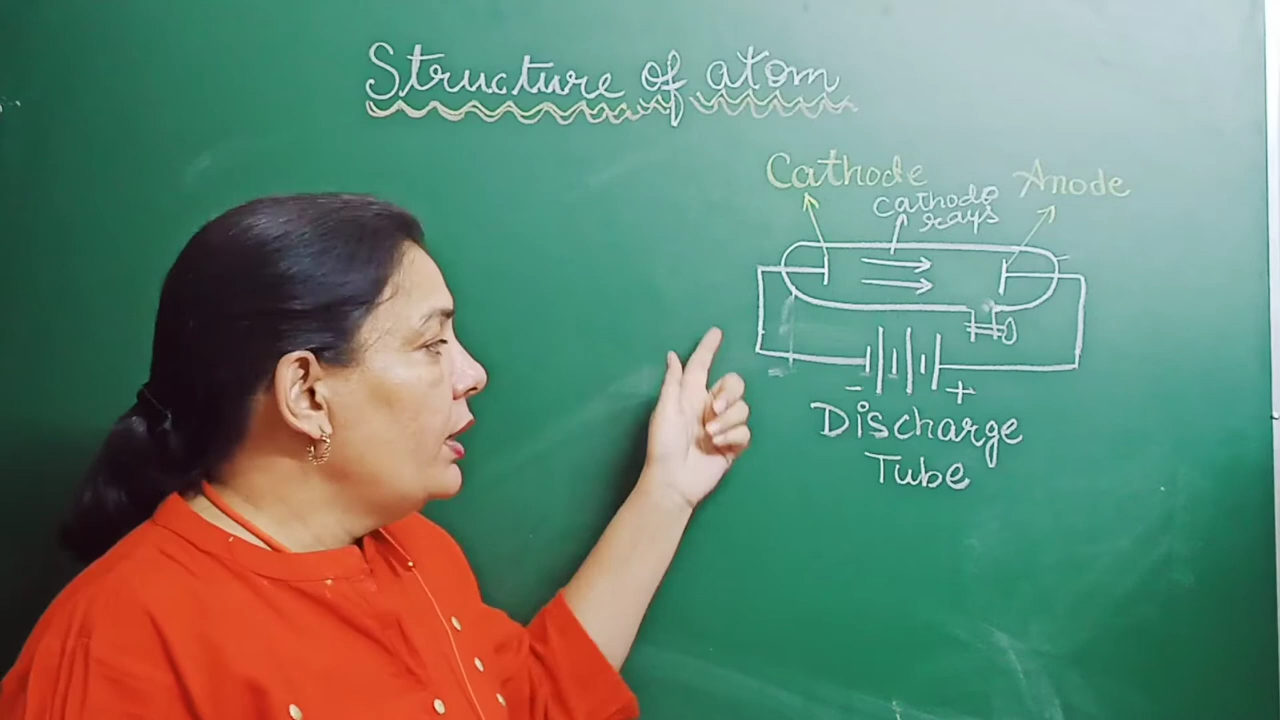 Structure of atom
Cathode
Anode
Cathode
rays
-
+
Discharge
Tube